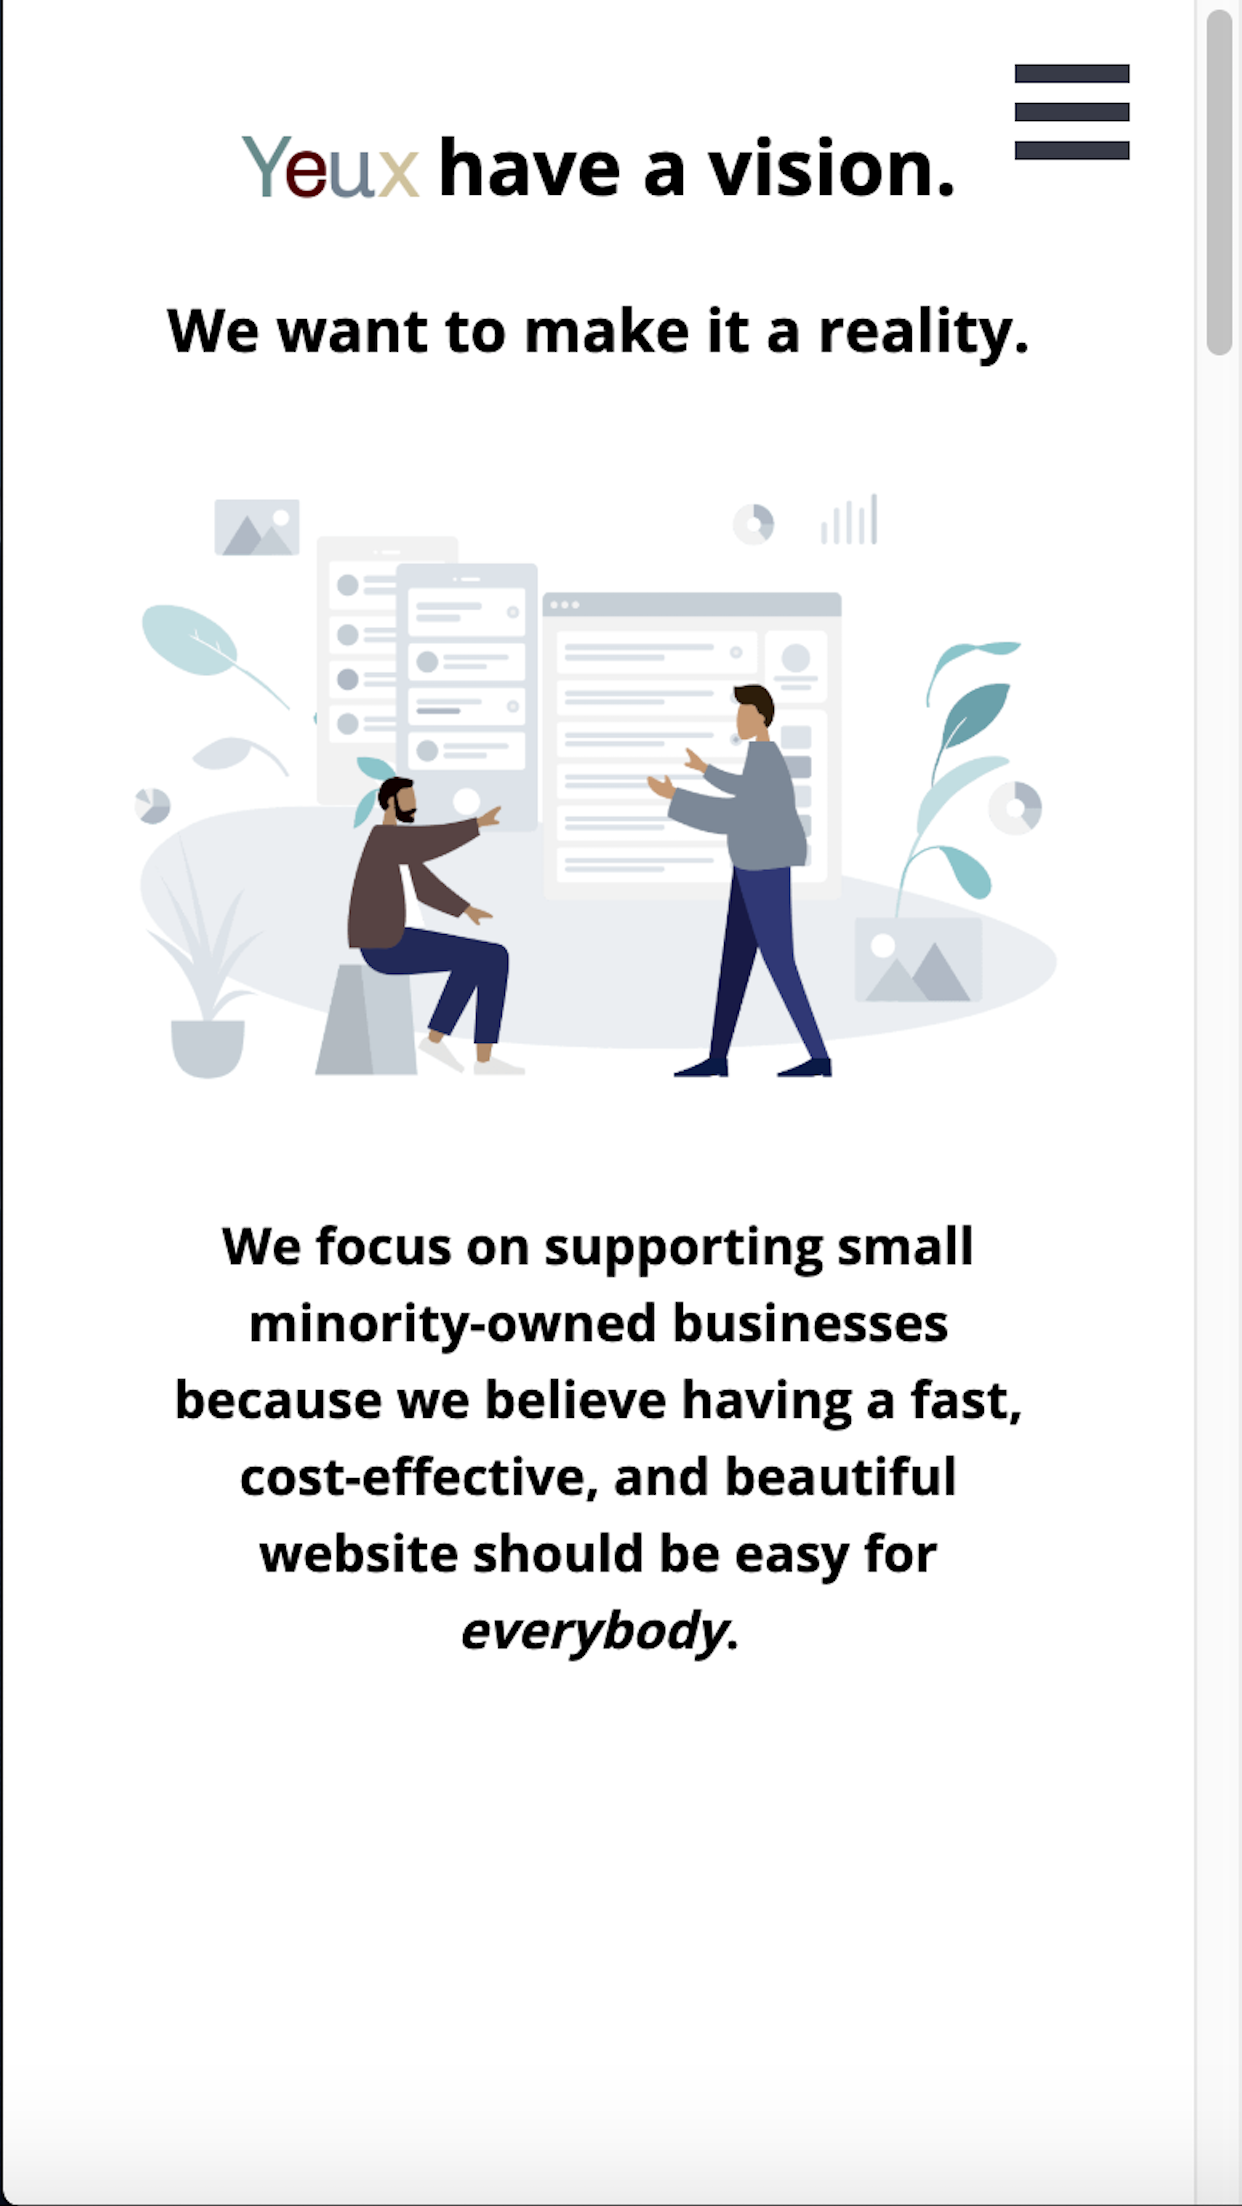 Yeux have a vision.
We want to make it a reality.
We focus on supporting small
minority-owned businesses
because we believe having a fast,
cost-effective, and beautiful
website should be easy for
everybody.